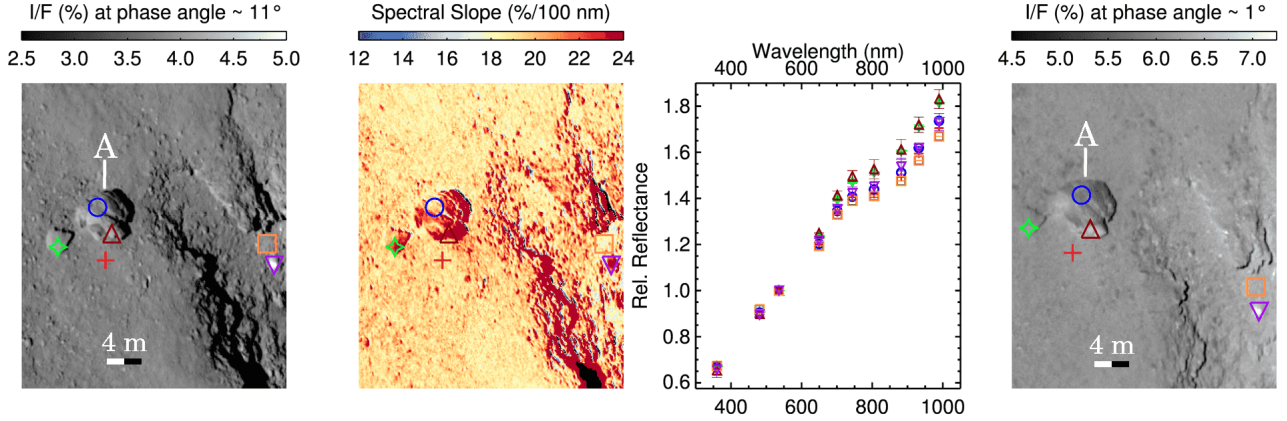 I/F (%) at phase angle ~ 11°
2.5 3.0 3.5 4.0 4.5 5.0
A
4 m
Spectral Slope (%/100 nm)
12 14 16 18 20 22 24
Wavelength (nm)
400 600 800 1000
Rel. Reflectance
1.8
1.6
1.4
1.2
1.0
0.8
0.6
400 600 800 1000
I/F (%) at phase angle ~ 1°
4.5 5.0 5.5 6.0 6.5 7.0
A
4 m